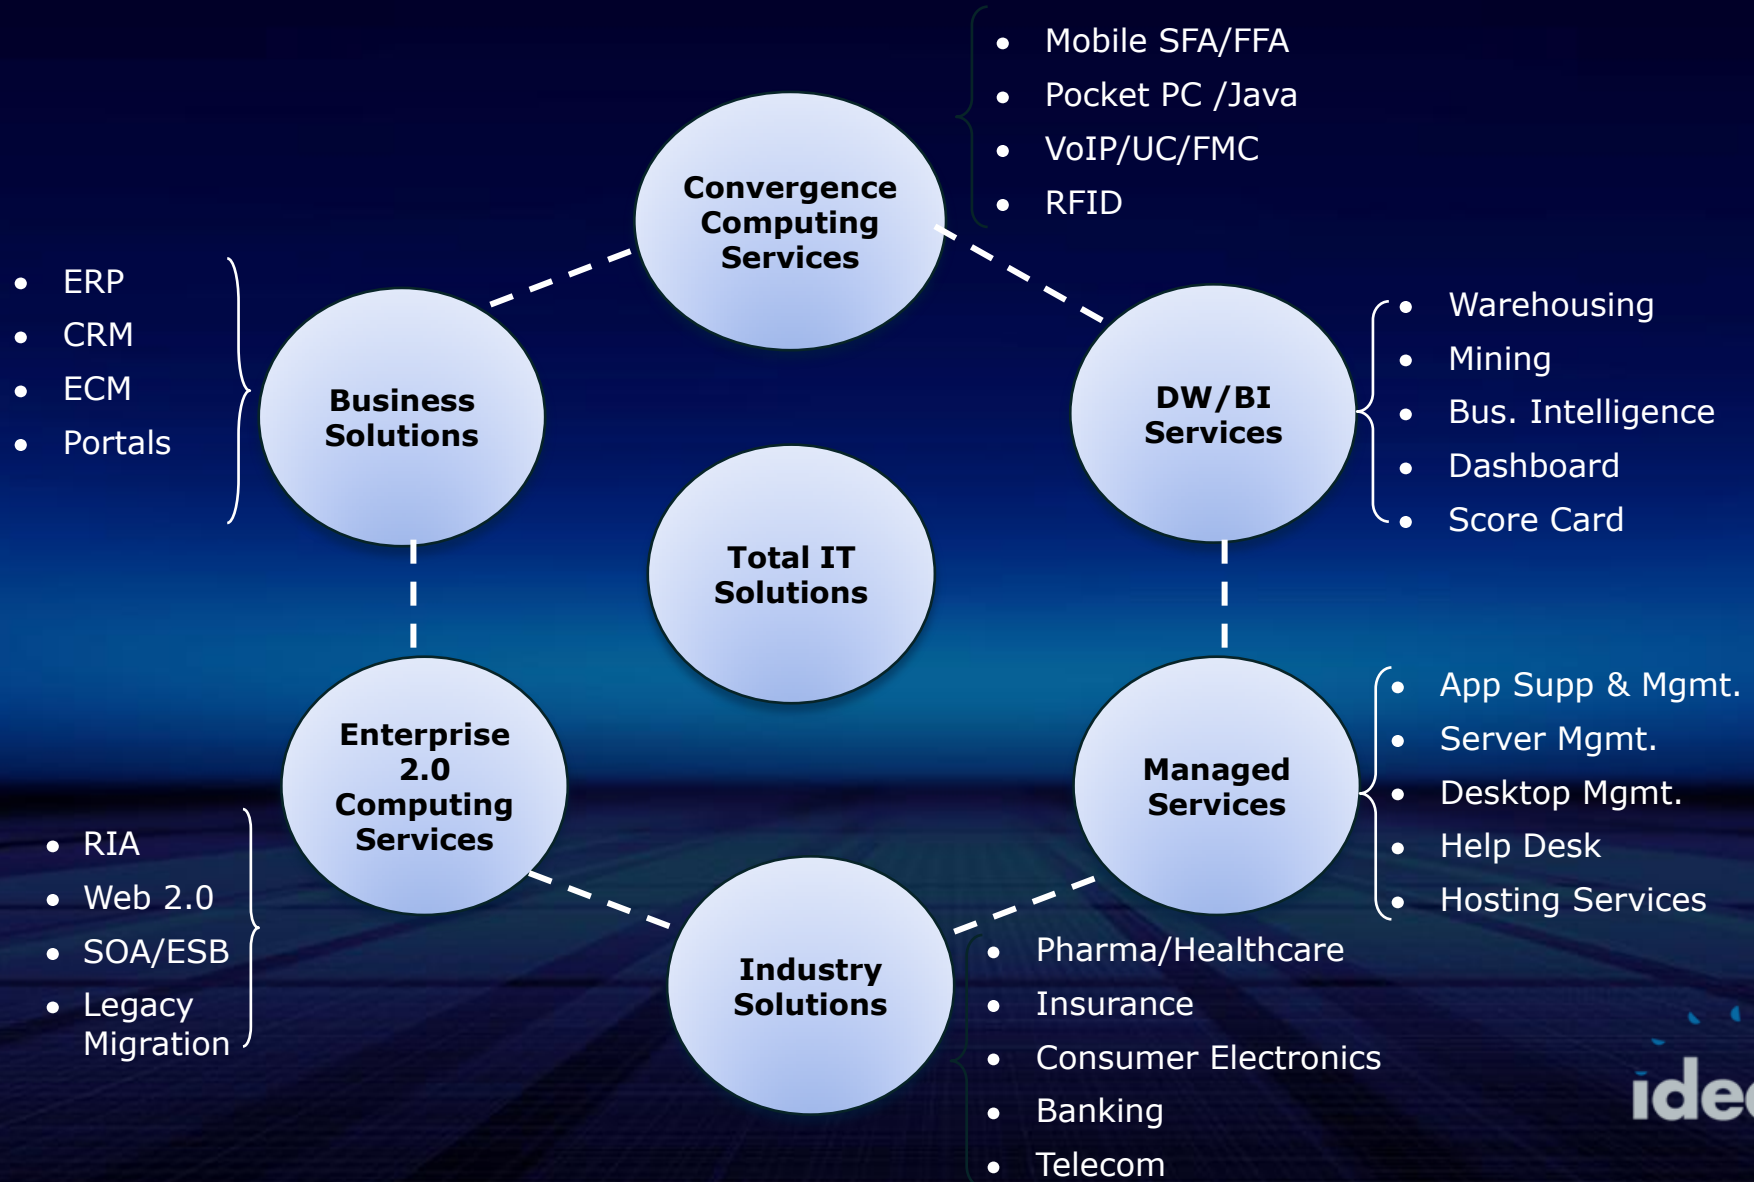 Convergence
Computing
Services
• Mobile SFA/FFA
• Pocket PC /Java
• VoIP/UC/FMC
• RFID
• ERP
• CRM
• ECM
• Portals
Business
Solutions
DW/BI
Services
• Warehousing
• Mining
• Bus. Intelligence
• Dashboard
• Score Card
Total IT
Solutions
Enterprise
2.0
Computing
Services
• RIA
• Web 2.0
• SOA/ESB
• Legacy
Migration
Managed
Services
• App Supp & Mgmt.
• Server Mgmt.
• Desktop Mgmt.
• Help Desk
• Hosting Services
Industry
Solutions
• Pharma/Healthcare
• Insurance
• Consumer Electronics
• Banking
• Telecom